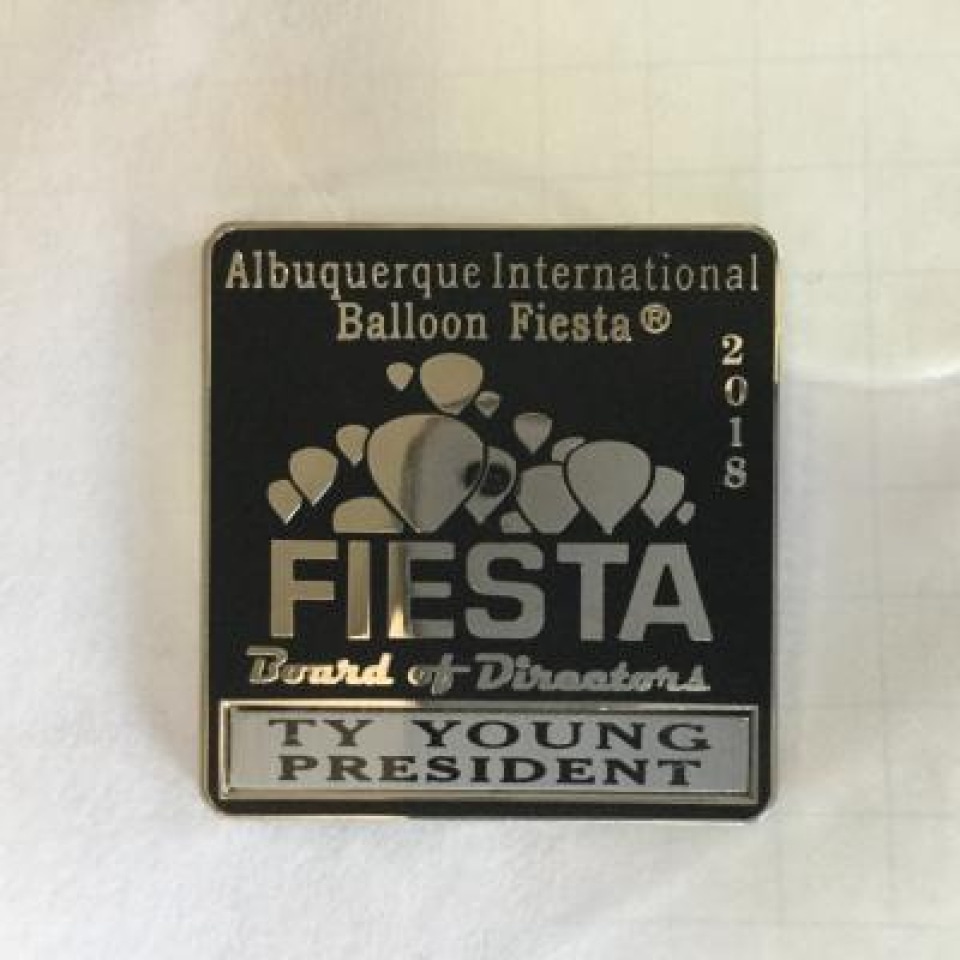 Albuquerque International
Balloon Fiesta®
2018
FIESTA
Board of Directors
TY YOUNG
PRESIDENT